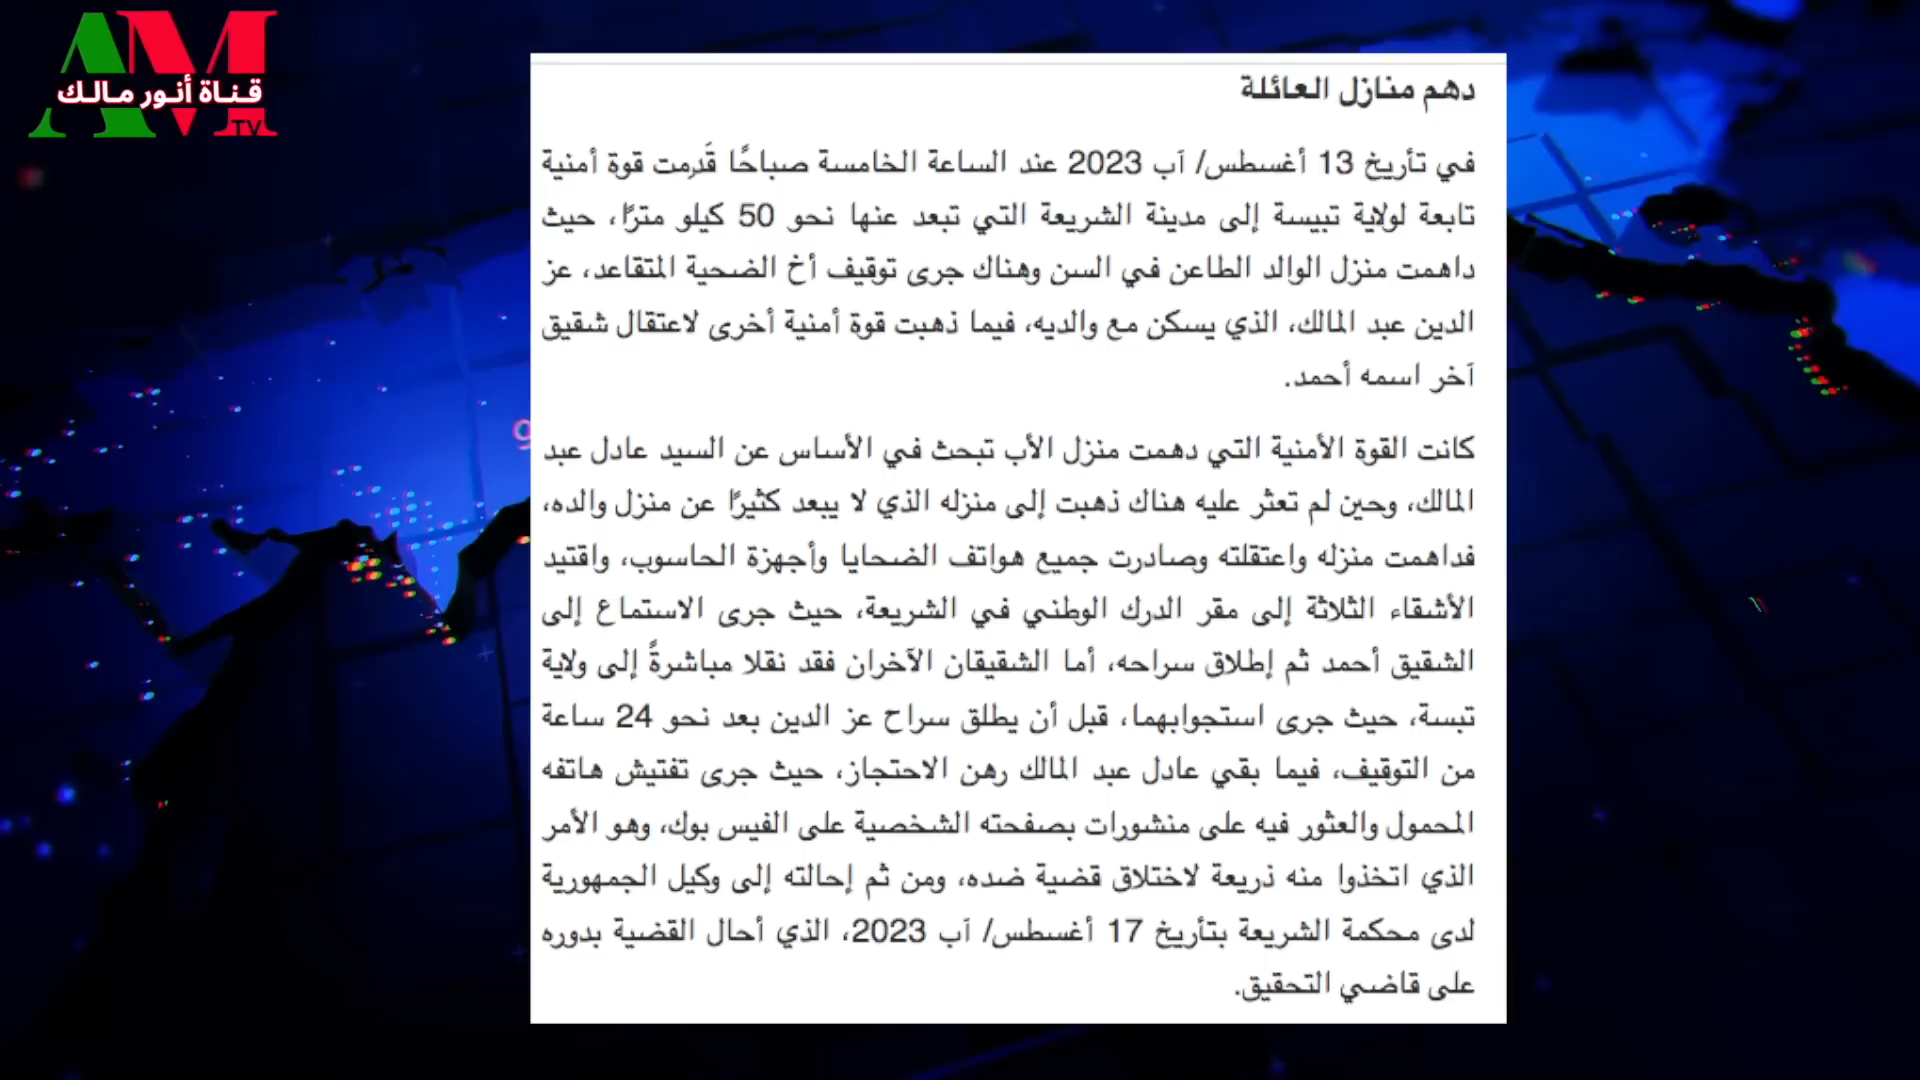 AM
قناة أنور مالك
TV
دهم منازل العائلة
في تأريخ 13 أغسطس/ آب 2023 عند الساعة الخامسة صباحًا قَدِمت قوة أمنية
تابعة لولاية تبيسة إلى مدينة الشريعة التي تبعد عنها نحو 50 كيلو مترًا، حيث
داهمت منزل الوالد الطاعن في السن وهناك جرى توقيف أخ الضحية المتقاعد، عز
الدين عبد المالك، الذي يسكن مع والديه، فيما ذهبت قوة أمنية أخرى لاعتقال شقيق
آخر اسمه أحمد.
كانت القوة الأمنية التي دهمت منزل الأب تبحث في الأساس عن السيد عادل عبد
المالك، وحين لم تعثر عليه هناك ذهبت إلى منزله الذي لا يبعد كثيرًا عن منزل والده،
فداهمت منزله واعتقلته وصادرت جميع هواتف الضحايا وأجهزة الحاسوب، واقتيد
الأشقاء الثلاثة إلى مقر الدرك الوطني في الشريعة، حيث جرى الاستماع إلى
الشقيق أحمد ثم إطلاق سراحه، أما الشقيقان الآخران فقد نقلا مباشرةً إلى ولاية
تبسة، حيث جرى استجوابهما، قبل أن يطلق سراح عز الدين بعد نحو 24 ساعة
من التوقيف، فيما بقي عادل عبد المالك رهن الاحتجاز، حيث جرى تفتيش هاتفه
المحمول والعثور فيه على منشورات بصفحته الشخصية على الفيس بوك، وهو الأمر
الذي اتخذوا منه ذريعة لاختلاق قضية ضده، ومن ثم إحالته إلى وكيل الجمهورية
لدى محكمة الشريعة بتأريخ 17 أغسطس/ آب 2023، الذي أحال القضية بدوره
على قاضي التحقيق.